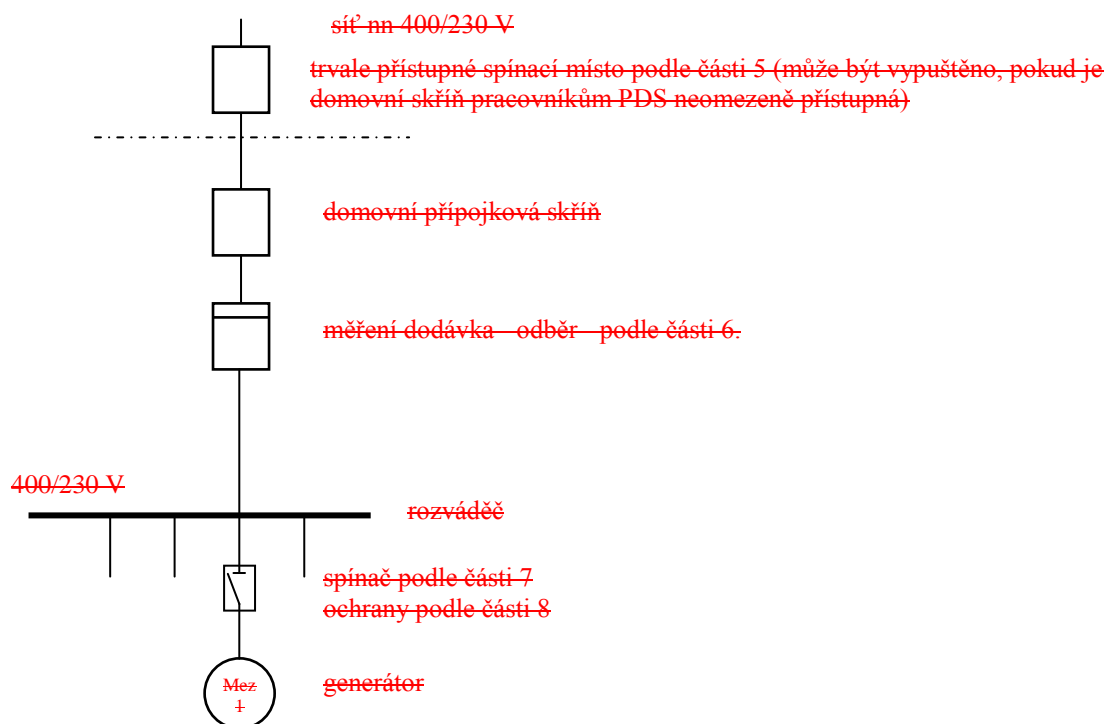 síť nn 400/230 V
trvale přístupné spínací místo podle části 5 (může být vypuštěno, pokud je
domovní skříň pracovníkům PDS neomezeně přístupná)
domovní přípojková skříň
měření dodávka - odběr - podle části 6.
400/230 V
rozváděč
spínač podle části 7
ochrany podle části 8
Mez
1
generátor